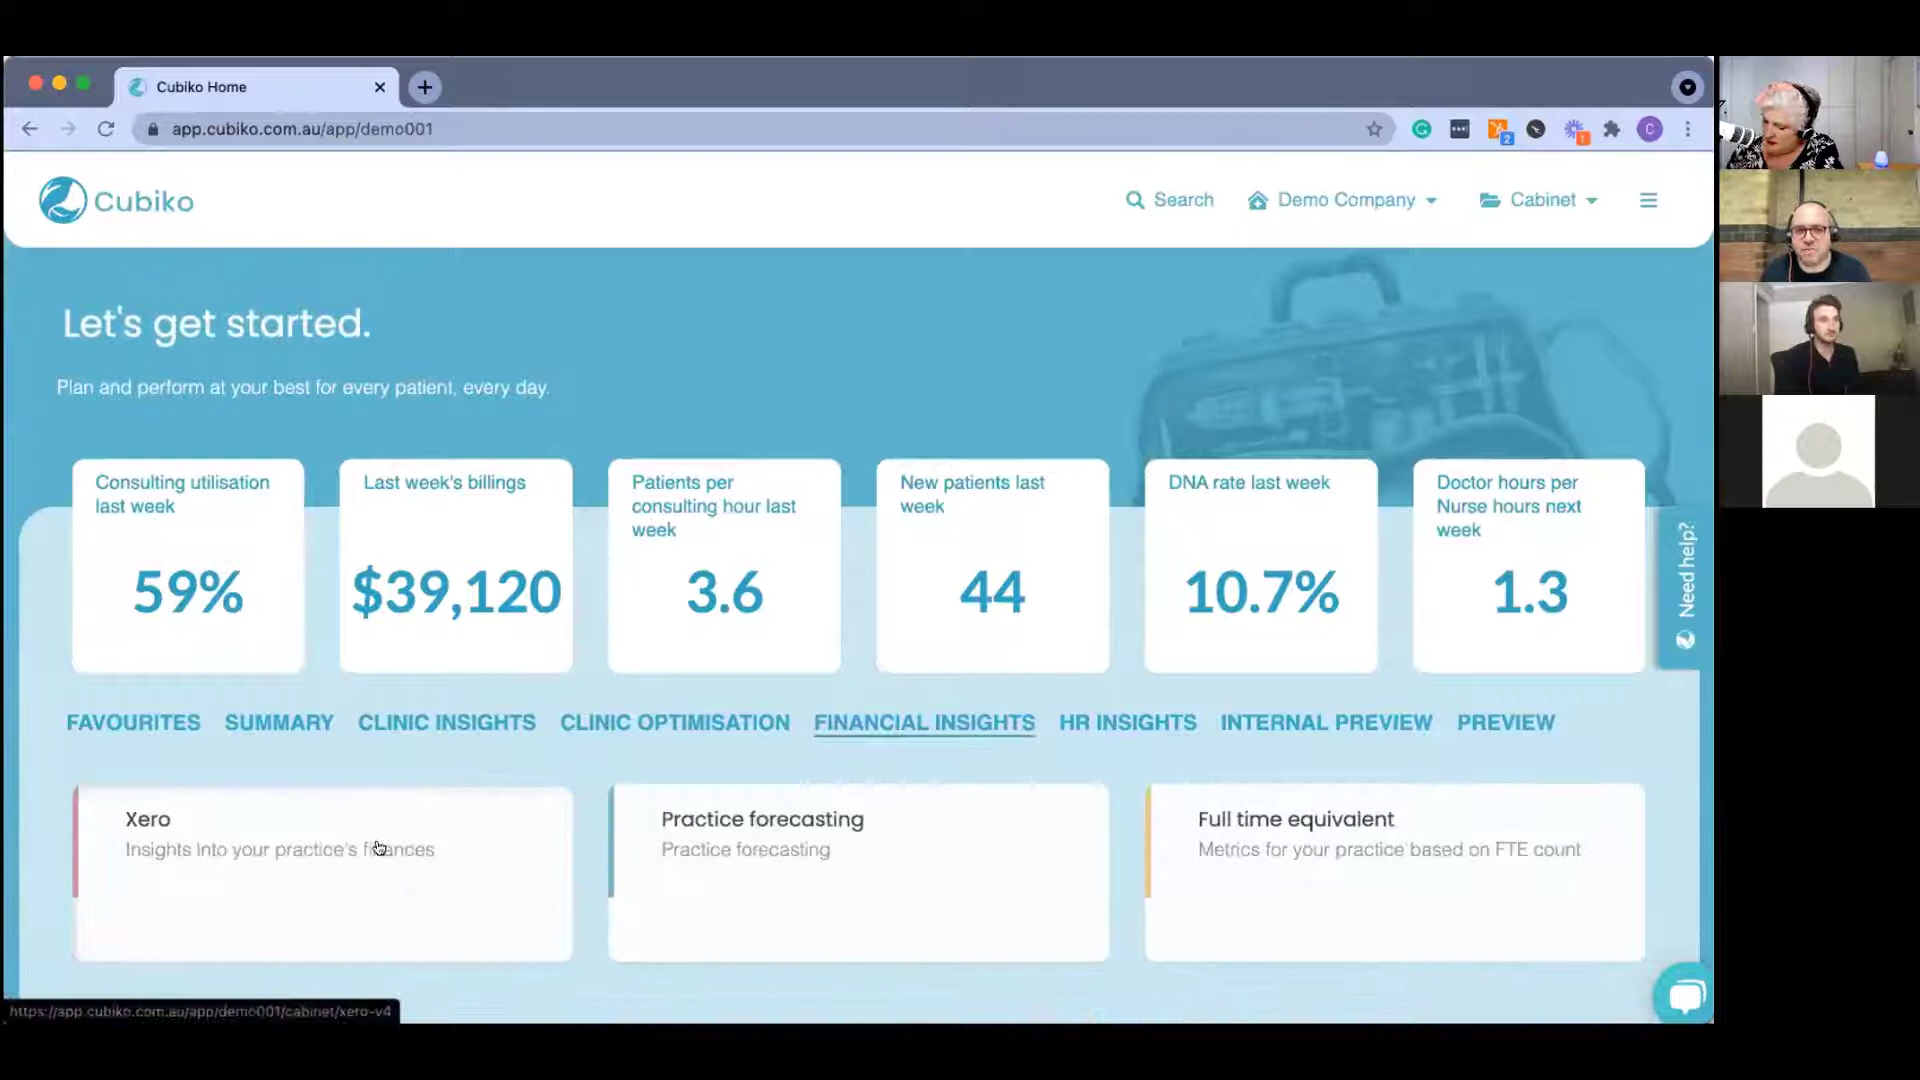 Cubiko Home
app.cubiko.com.au/app/demo001
2
1
C
Cubiko
Search
Demo Company
Cabinet
Let's get started.
Plan and perform at your best for every patient, every day.
Consulting utilisation
last week
59%
Last week's billings
$39,120
Patients per
consulting hour last
week
3.6
New patients last
week
44
DNA rate last week
10.7%
Doctor hours per
Nurse hours next
week
1.3
Need help?
FAVOURITES SUMMARY CLINIC INSIGHTS CLINIC OPTIMISATION FINANCIAL INSIGHTS HR INSIGHTS INTERNAL PREVIEW PREVIEW
Xero
Insights into your practice's finances
Practice forecasting
Practice forecasting
Full time equivalent
Metrics for your practice based on FTE count
https://app.cubiko.com.au/app/demo001/cabinet/xero-v4